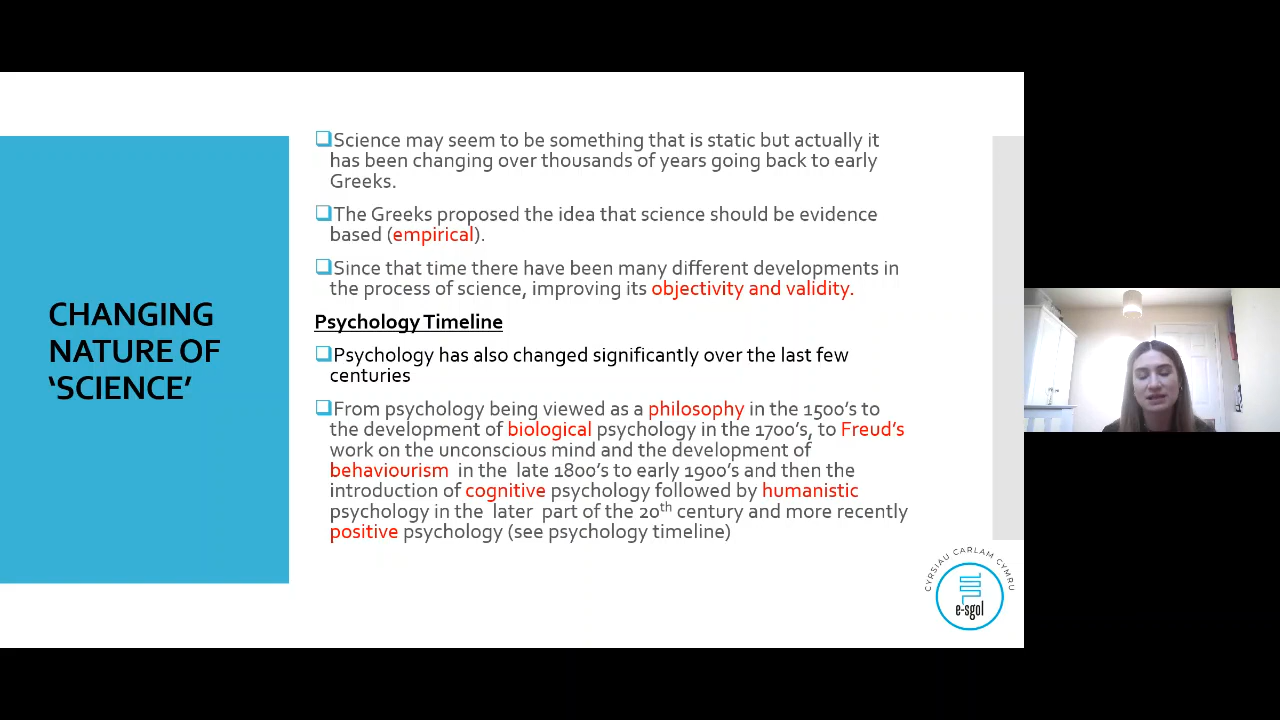 CHANGING
NATURE OF
‘SCIENCE’
Science may seem to be something that is static but actually it
has been changing over thousands of years going back to early
Greeks.
The Greeks proposed the idea that science should be evidence
based (empirical).
Since that time there have been many different developments in
the process of science, improving its objectivity and validity.
Psychology Timeline
Psychology has also changed significantly over the last few
centuries
From psychology being viewed as a philosophy in the 1500’s to
the development of biological psychology in the 1700’s, to Freud’s
work on the unconscious mind and the development of
behaviourism in the late 1800’s to early 1900’s and then the
introduction of cognitive psychology followed by humanistic
psychology in the later part of the 20th century and more recently
positive psychology (see psychology timeline)
CYRSIAU CARLAM CYMRU
e-sgol